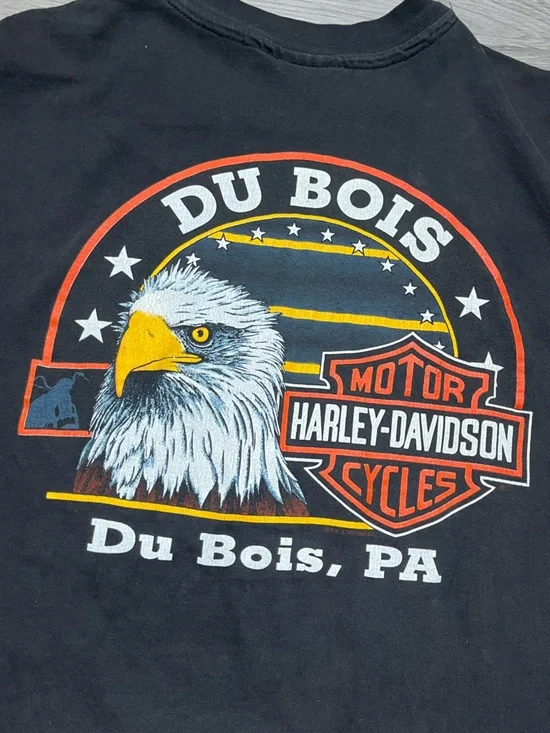 DU BOIS
MOTOR
HARLEY-DAVIDSON
CYCLES
Du Bois, PA